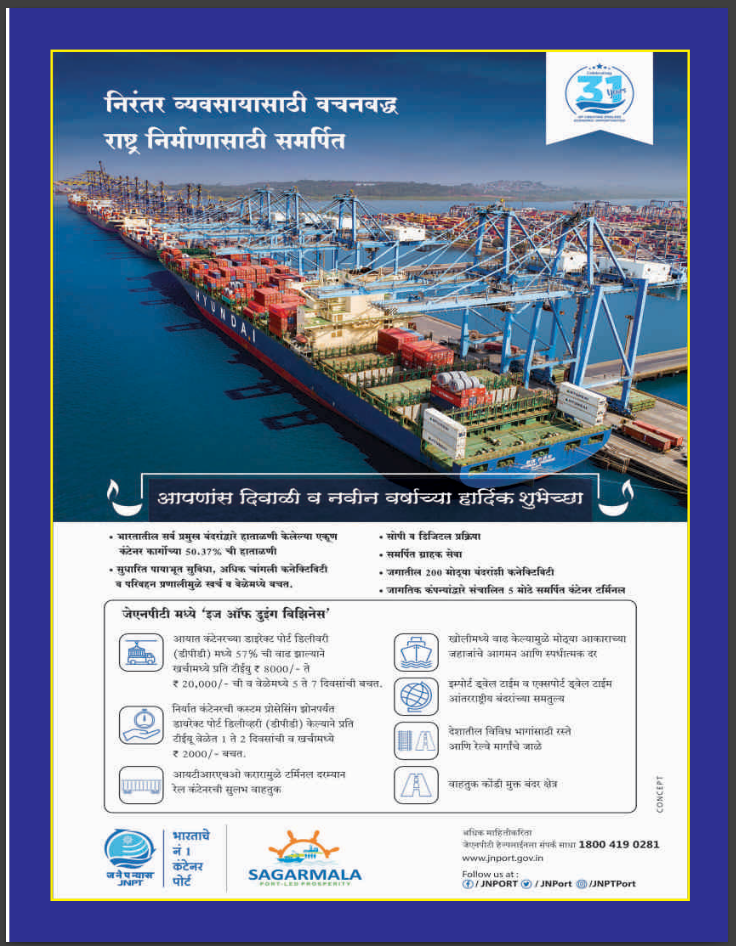 निरंतर व्यवसायासाठी वचनबद्ध
राष्ट्र निर्माणासाठी समर्पित
Celebrating
31
Years
HYUNDAI
आपणांस दिवाळी व नवीन वर्षाच्या हार्दिक शुभेच्छा
• भारतातील सर्व प्रमुख बंदरांद्वारे हाताळणी केलेल्या एकूण
कंटेनर कार्गोच्या 50.37% ची हाताळणी
• सुधारित पायाभूत सुविधा, अधिक चांगली कनेक्टिबिटी
व परिवहन प्रणालीमुळे खर्च व वेळेमध्ये बचत.
• सोपी व डिजिटल प्रक्रिया
• समर्पित ग्राहक सेवा
• जगातील 200 मोठ्या बंदरांशी कनेक्टिबिटी
• जागतिक कंपन्यांद्वारे संचालित 5 मोठे समर्पित कंटेनर टर्मिनल
जेएनपीटी मध्ये ‘इज ऑफ डुइंग बिझिनेस’
आयात कंटेनरच्या डाइरेक्ट पोर्ट डिलीवरी
(डीपीडी) मध्ये 57% ची वाढ झाल्याने
खर्चामध्ये प्रति टीईयु ₹ 8000/- ते
₹ 20,000/- ची व वेळेमध्ये 5 ते 7 दिवसांची बचत.
निर्यात कंटेनरची कस्टम प्रोसेसिंग झोनपर्यंत
डायरेक्ट पोर्ट डिलीव्हरी (डीपीडी) केल्याने प्रति
टीईयू वेळेत 1 ते 2 दिवसांची व खर्चामध्ये
₹ 2000/- बचत.
आयटीआरएचओ करारामुळे टर्मिनल दरम्यान
रेल कंटेनरची सुलभ वाहतुक
खोलीमध्ये वाढ केल्यामुळे मोठ्या आकाराच्या
जहाजांचे आगमन आणि स्पर्धात्मक दर
इम्पोर्ट ड्वेल टाईम व एक्सपोर्ट ड्वेल टाईम
आंतरराष्ट्रीय बंदरांच्या समतुल्य
देशातील विविध भागांसाठी रस्ते
आणि रेल्वे मार्गांचे जाळे
वाहतुक कोंडी मुक्त बंदर क्षेत्र
CONCEPT
जनेपन्यास
JNPT
भारताचे
नं 1
कंटेनर
पोर्ट
SAGARMALA
PORT-LED PROSPERITY
अधिक माहितीकरिता
जेएनपीटी हेल्पलाईनला संपर्क साधा 1800 419 0281
www.jnport.gov.in
Follow us at :
/JNPORT /JNPort /JNPTPort